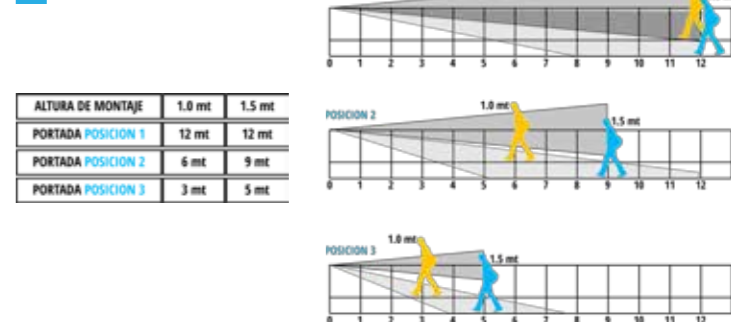 0 1 2 3 4 5 6 7 8 9 10 11 12
ALTURA DE MONTAJE 1.0 mt 1.5 mt
PORTADA POSICION 1 12 mt 12 mt
PORTADA POSICION 2 6 mt 9 mt
PORTADA POSICION 3 3 mt 5 mt
POSICION 2
1.0 mt
1.5 mt
0 1 2 3 4 5 6 7 8 9 10 11 12
POSICION 3
1.0 mt
1.5 mt
0 1 2 3 4 5 6 7 8 9 10 11 12